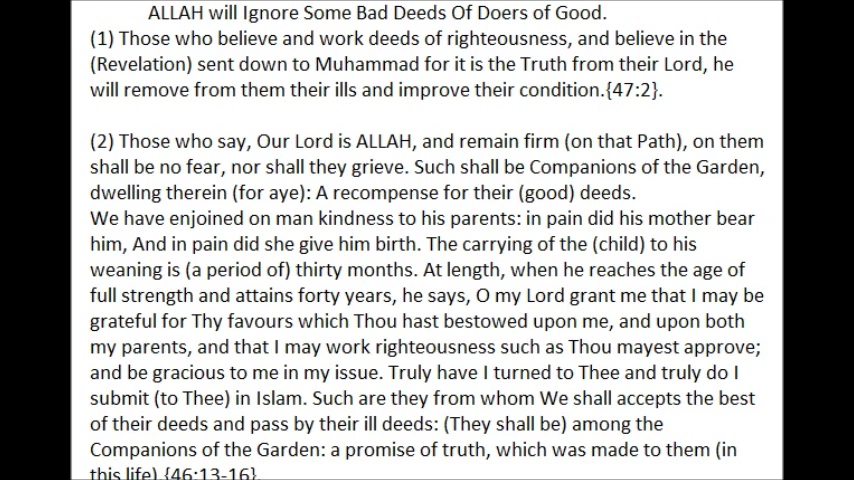 ALLAH will Ignore Some Bad Deeds Of Doers of Good.
(1) Those who believe and work deeds of righteousness, and believe in the
(Revelation) sent down to Muhammad for it is the Truth from their Lord, he
will remove from them their ills and improve their condition.{47:2}.
(2) Those who say, Our Lord is ALLAH, and remain firm (on that Path), on them
shall be no fear, nor shall they grieve. Such shall be Companions of the Garden,
dwelling therein (for aye): A recompense for their (good) deeds.
We have enjoined on man kindness to his parents: in pain did his mother bear
him, And in pain did she give him birth. The carrying of the (child) to his
weaning is (a period of) thirty months. At length, when he reaches the age of
full strength and attains forty years, he says, O my Lord grant me that I may be
grateful for Thy favours which Thou hast bestowed upon me, and upon both
my parents, and that I may work righteousness such as Thou mayest approve;
and be gracious to me in my issue. Truly have I turned to Thee and truly do I
submit (to Thee) in Islam. Such are they from whom We shall accepts the best
of their deeds and pass by their ill deeds: (They shall be) among the
Companions of the Garden: a promise of truth, which was made to them (in
this life).{46:13-16}.